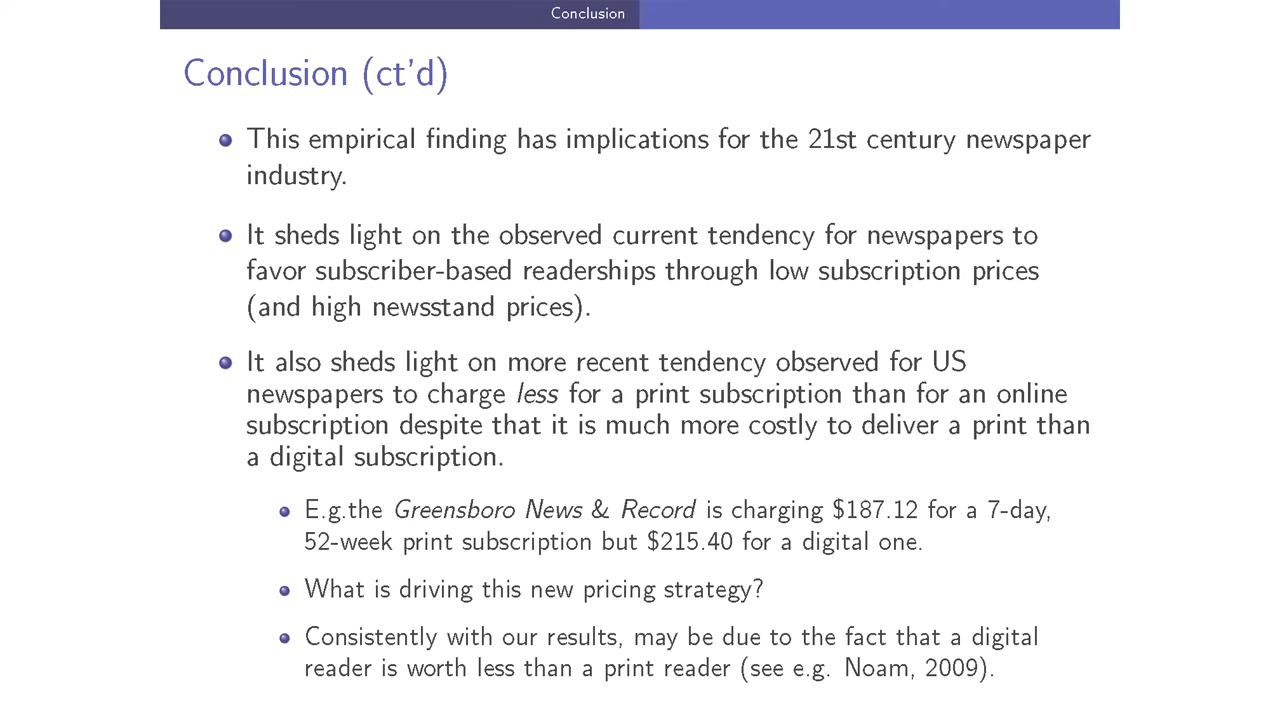 Conclusion
Conclusion (ct'd)
This empirical finding has implications for the 21st century newspaper
industry.
It sheds light on the observed current tendency for newspapers to
favor subscriber-based readerships through low subscription prices
(and high newsstand prices).
It also sheds light on more recent tendency observed for US
newspapers to charge less for a print subscription than for an online
subscription despite that it is much more costly to deliver a print than
a digital subscription.
E.g.the Greensboro News & Record is charging $187.12 for a 7-day,
52-week print subscription but $215.40 for a digital one.
What is driving this new pricing strategy?
Consistently with our results, may be due to the fact that a digital
reader is worth less than a print reader (see e.g. Noam, 2009).